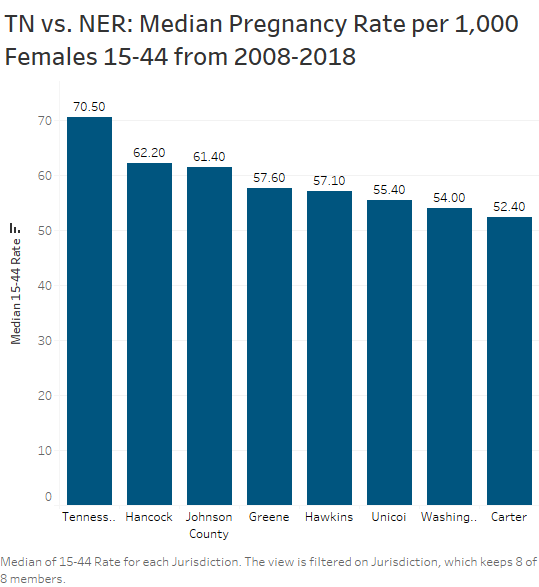 TN vs. NER: Median Pregnancy Rate per 1,000
Females 15-44 from 2008-2018
Median 15-44 Rate
70
60
50
40
30
20
10
0
70.50
62.20
61.40
57.60
57.10
55.40
54.00
52.40
Tenness..
Hancock
Johnson
County
Greene
Hawkins
Unicoi
Washing..
Carter
Median of 15-44 Rate for each Jurisdiction. The view is filtered on Jurisdiction, which keeps 8 of
8 members.